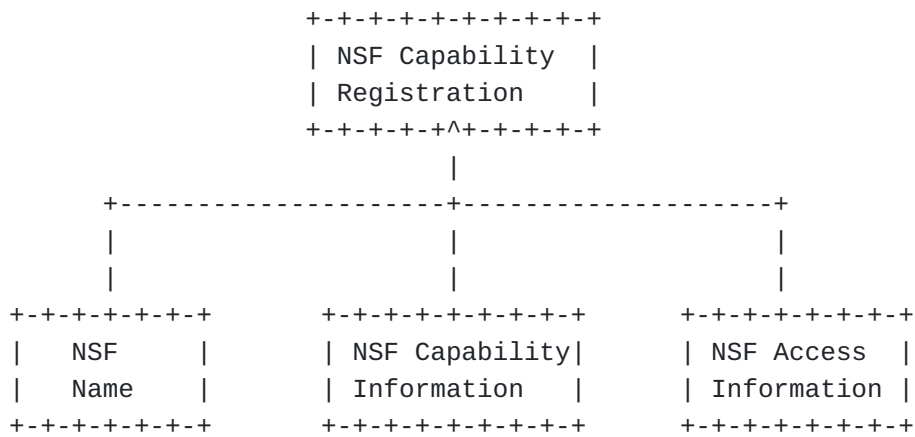 +-+-+-+-+-+-+-+-+-+
| NSF Capability  |
| Registration    |
+-+-+-+-+^+-+-+-+-+
|
+---------------------+--------------------+
|                     |                    |
|                     |                    |
+-+-+-+-+-+-+       +-+-+-+-+-+-+-+-+      +-+-+-+-+-+-+-+
|   NSF     |       | NSF Capability|      | NSF Access  |
|   Name    |       | Information   |      | Information |
+-+-+-+-+-+-+       +-+-+-+-+-+-+-+-+      +-+-+-+-+-+-+-+